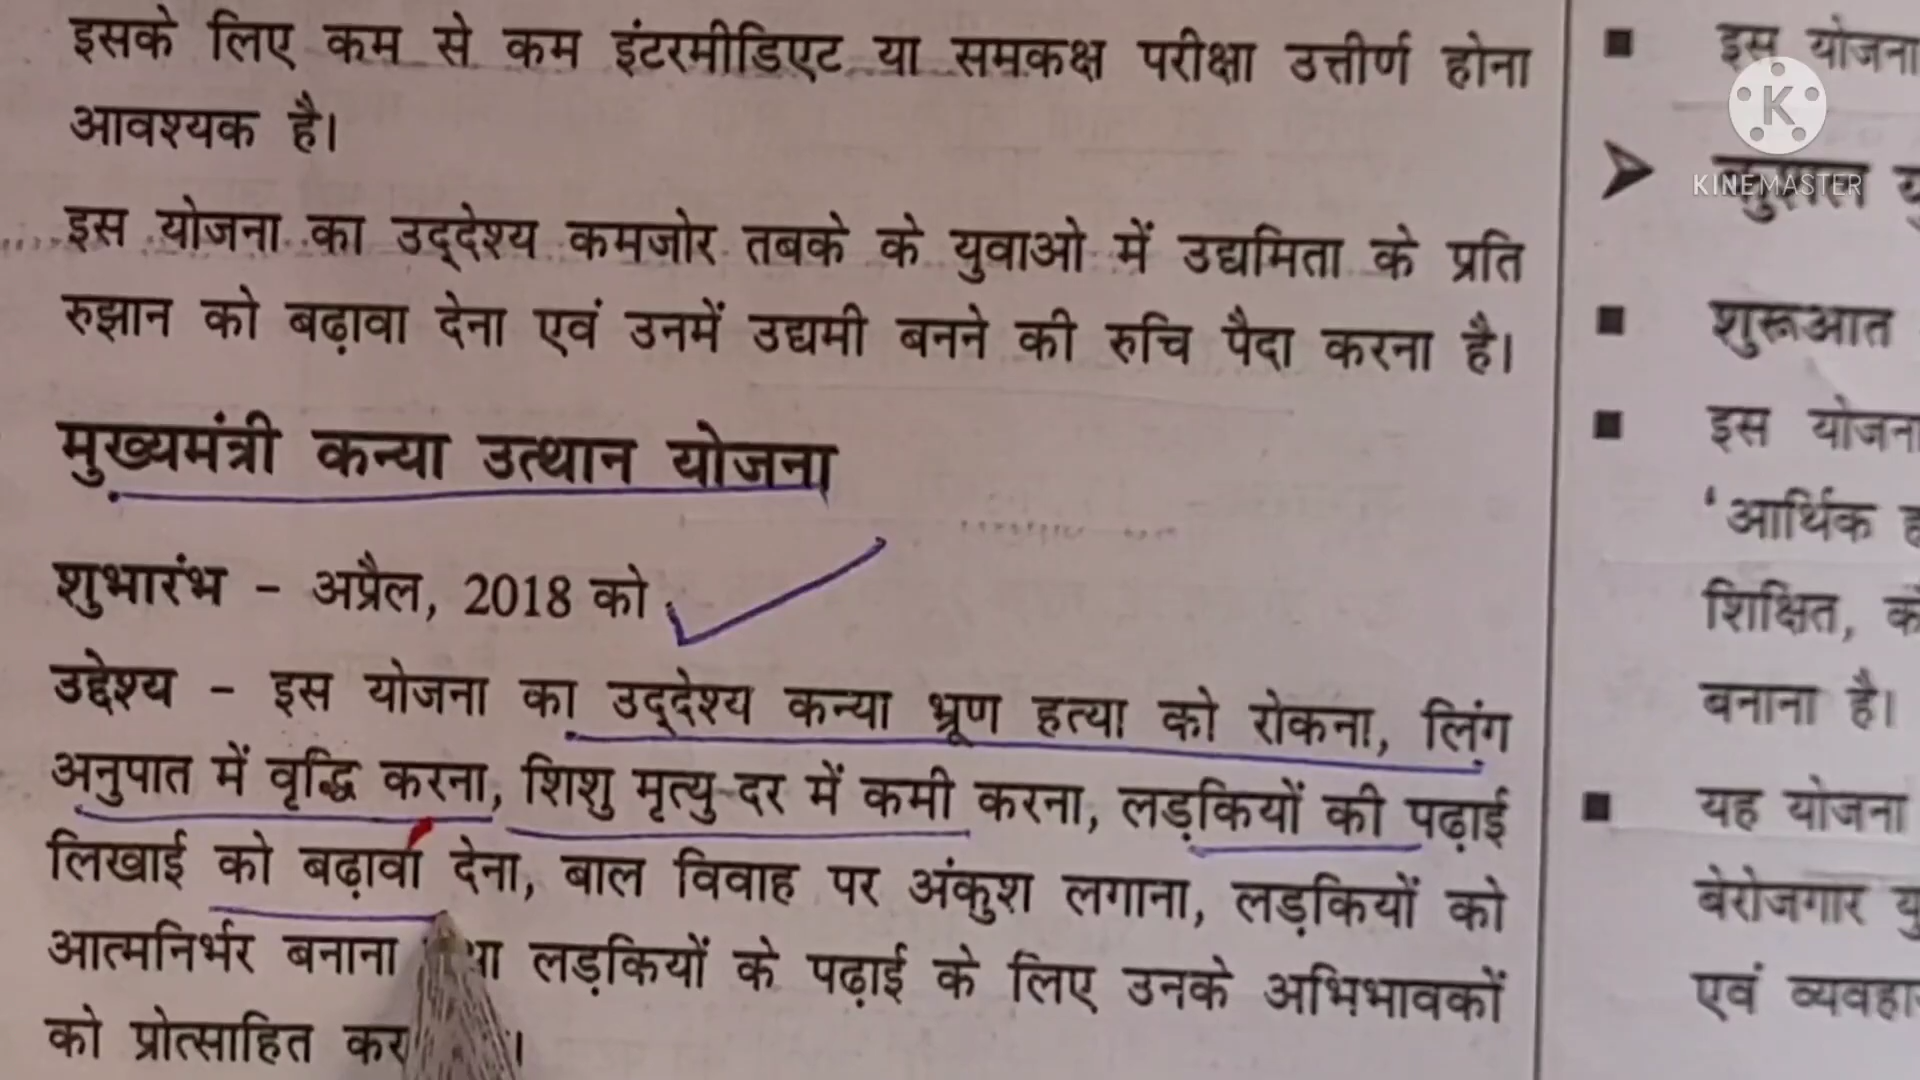 इसके लिए कम से कम इंटरमीडिएट या समकक्ष परीक्षा उत्तीर्ण होना
आवश्यक है।
इस योजना का उद्देश्य कमजोर तबके के युवाओ में उद्यमिता के प्रति
रुझान को बढ़ावा देना एवं उनमें उद्यमी बनने की रुचि पैदा करना है।
मुख्यमंत्री कन्या उत्थान योजना
शुभारंभ - अप्रैल, 2018 को
उद्देश्य - इस योजना का उद्देश्य कन्या भ्रूण हत्या को रोकना, लिंग
अनुपात में वृद्धि करना, शिशु मृत्यु दर में कमी करना, लड़कियों की पढ़ाई
लिखाई को बढ़ावा देना, बाल विवाह पर अंकुश लगाना, लड़कियों को
आत्मनिर्भर बनाना लड़कियों के पढ़ाई के लिए उनके अभिभावकों
को प्रोत्साहित
इस योजना
शुरूआत
इस योजना
'आर्थिक
शिक्षित,
बनाना है।
यह योजना
बेरोजगार
एवं
KINEMASTER